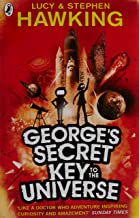 LUCY & STEPHEN
HAWKING
GEORGE'S
SECRET
KEY TO THE
UNIVERSE
'LIKE A DOCTOR WHO ADVENTURE INSPIRING
CURIOSITY AND AMAZEMENT' SUNDAY TIMES